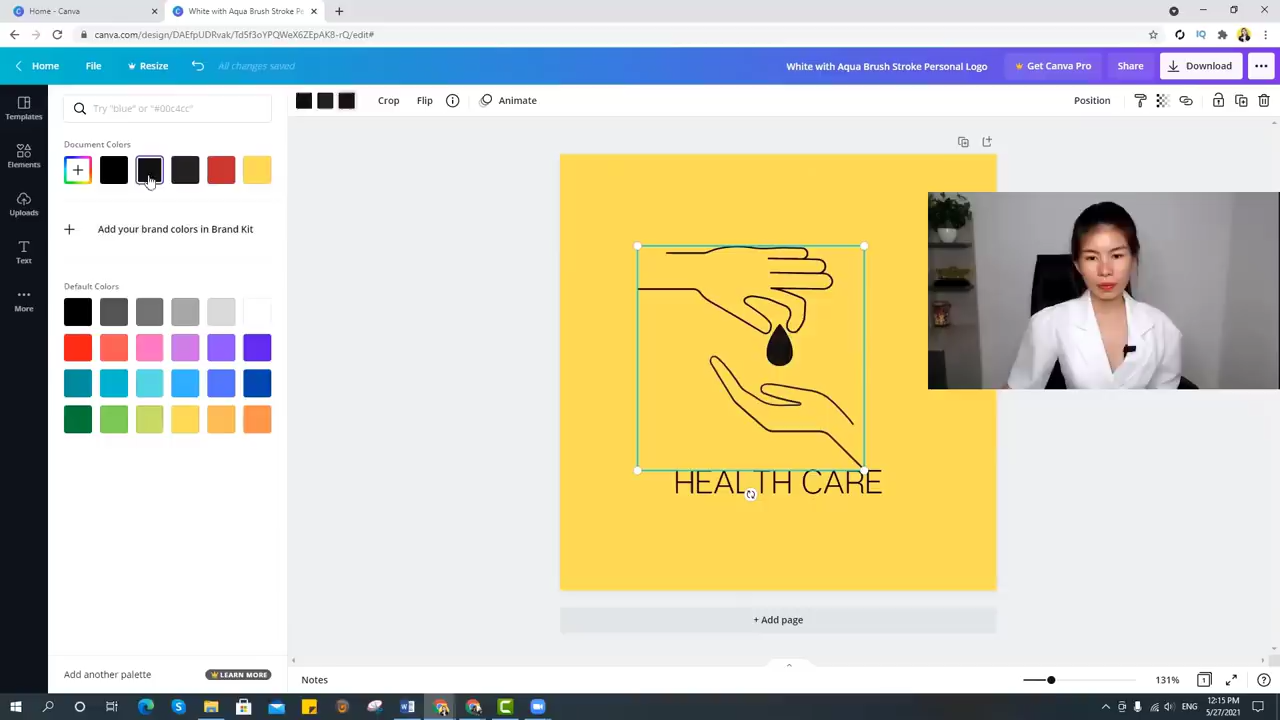 Home - Canva
White with Aqua Brush Stroke Pe
canva.com/design/DAEfpUDRvak/Td5f3oYPQWeX6ZEpAK8-rQ/edit#
IQ
Home
File
Resize
All changes saved
White with Aqua Brush Stroke Personal Logo
Get Canva Pro
Share
Download
Templates
Elements
Uploads
Text
More
Try "blue" or "#00c4cc"
Crop
Flip
Animate
Position
Document Colors
Add your brand colors in Brand Kit
Default Colors
HEALTH CARE
+ Add page
Add another palette
LEARN MORE
Notes
131%
1
ENG
12:15 PM
5/27/2021